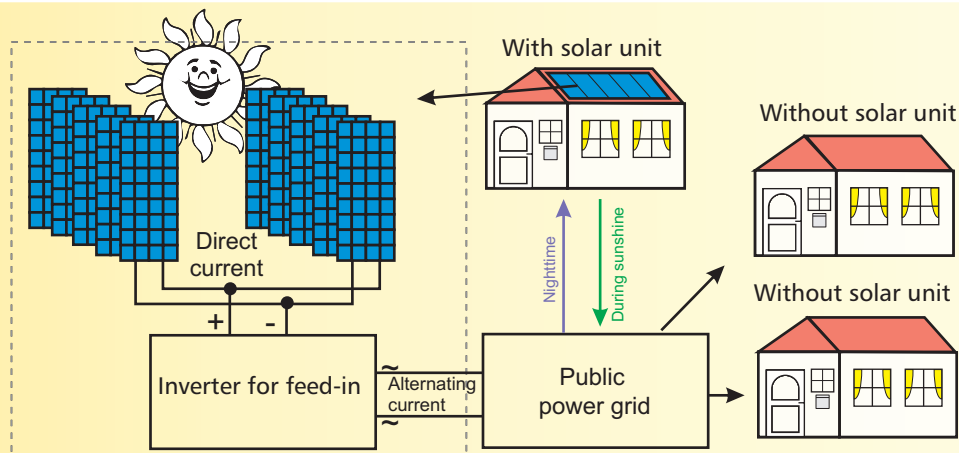 With solar unit
Without solar unit
Direct
current
Nighttime
During sunshine
Without solar unit
+ -
Inverter for feed-in
~
Alternating
current
~
Public
power grid